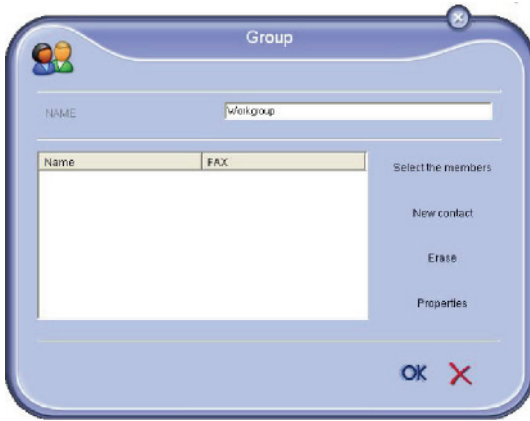 Group
NAME
Workgroup
Name FAX
Select the members
New contact
Erase
Properties
OK